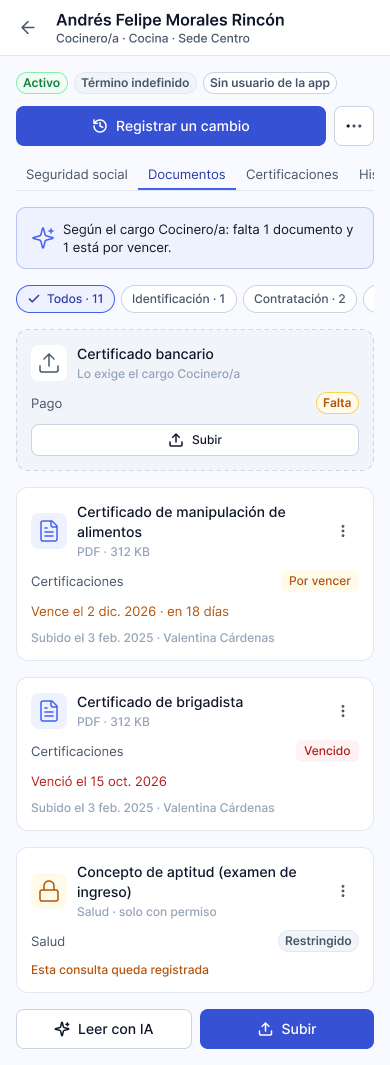 Andrés Felipe Morales Rincón
Cocinero/a · Cocina · Sede Centro
Activo
Término indefinido
Sin usuario de la app
Registrar un cambio
Seguridad social
Documentos
Certificaciones
His
Según el cargo Cocinero/a: falta 1 documento y
1 está por vencer.
Todos · 11
Identificación · 1
Contratación · 2
Certificado bancario
Lo exige el cargo Cocinero/a
Pago
Falta
Subir
Certificado de manipulación de
alimentos
PDF · 312 KB
Certificaciones
Por vencer
Vence el 2 dic. 2026 · en 18 días
Subido el 3 feb. 2025 · Valentina Cárdenas
Certificado de brigadista
PDF · 312 KB
Certificaciones
Vencido
Venció el 15 oct. 2026
Subido el 3 feb. 2025 · Valentina Cárdenas
Concepto de aptitud (examen de
ingreso)
Salud · solo con permiso
Salud
Restringido
Esta consulta queda registrada
Leer con IA
Subir